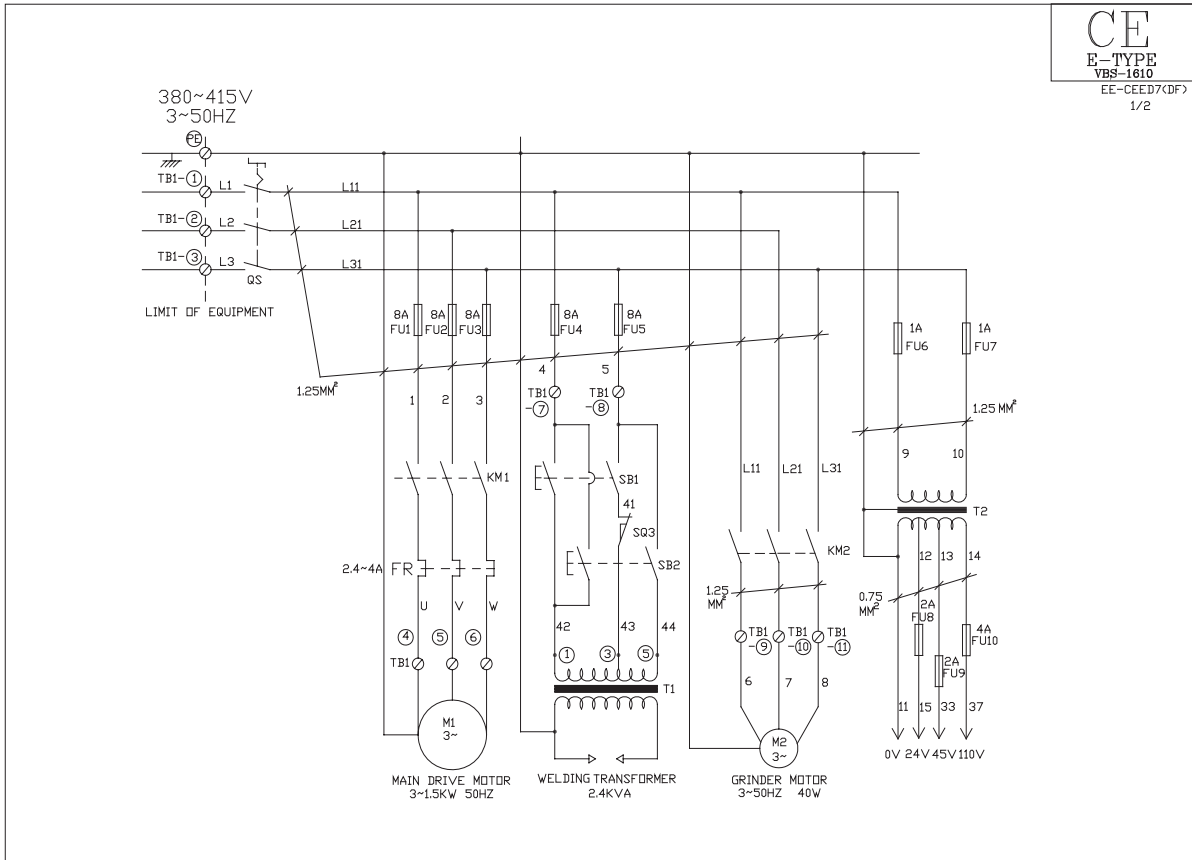 CE
E-TYPE
VBS-1610
EE-CEED7(DF)
1/2
380~415V
3~50HZ
PE
TB1-① L1 L11
TB1-② L2 L21
TB1-③ L3 L31
QS
LIMIT OF EQUIPMENT
8A FU1
8A FU2
8A FU3
8A FU4
8A FU5
1A FU6
1A FU7
1.25MM²
1 2 3 4 5
TB1 -⑦
TB1 -⑧
1.25 MM²
9 10
KM1
SB1
41
SQ3
SB2
L11 L21 L31
KM2
T2
12 13 14
2.4~4A FR
U V W
1.25 MM²
0.75 MM²
2A FU8
4A FU10
2A FU9
④ ⑤ ⑥
TB1
42 43 44
① ③ ⑤
T1
TB1 -⑨
TB1 -⑩
TB1 -⑪
6 7 8
11 15 33 37
M1
3~
M2
3~
0V 24V 45V 110V
MAIN DRIVE MOTOR
3~1.5KW 50HZ
WELDING TRANSFORMER
2.4KVA
GRINDER MOTOR
3~50HZ 40W